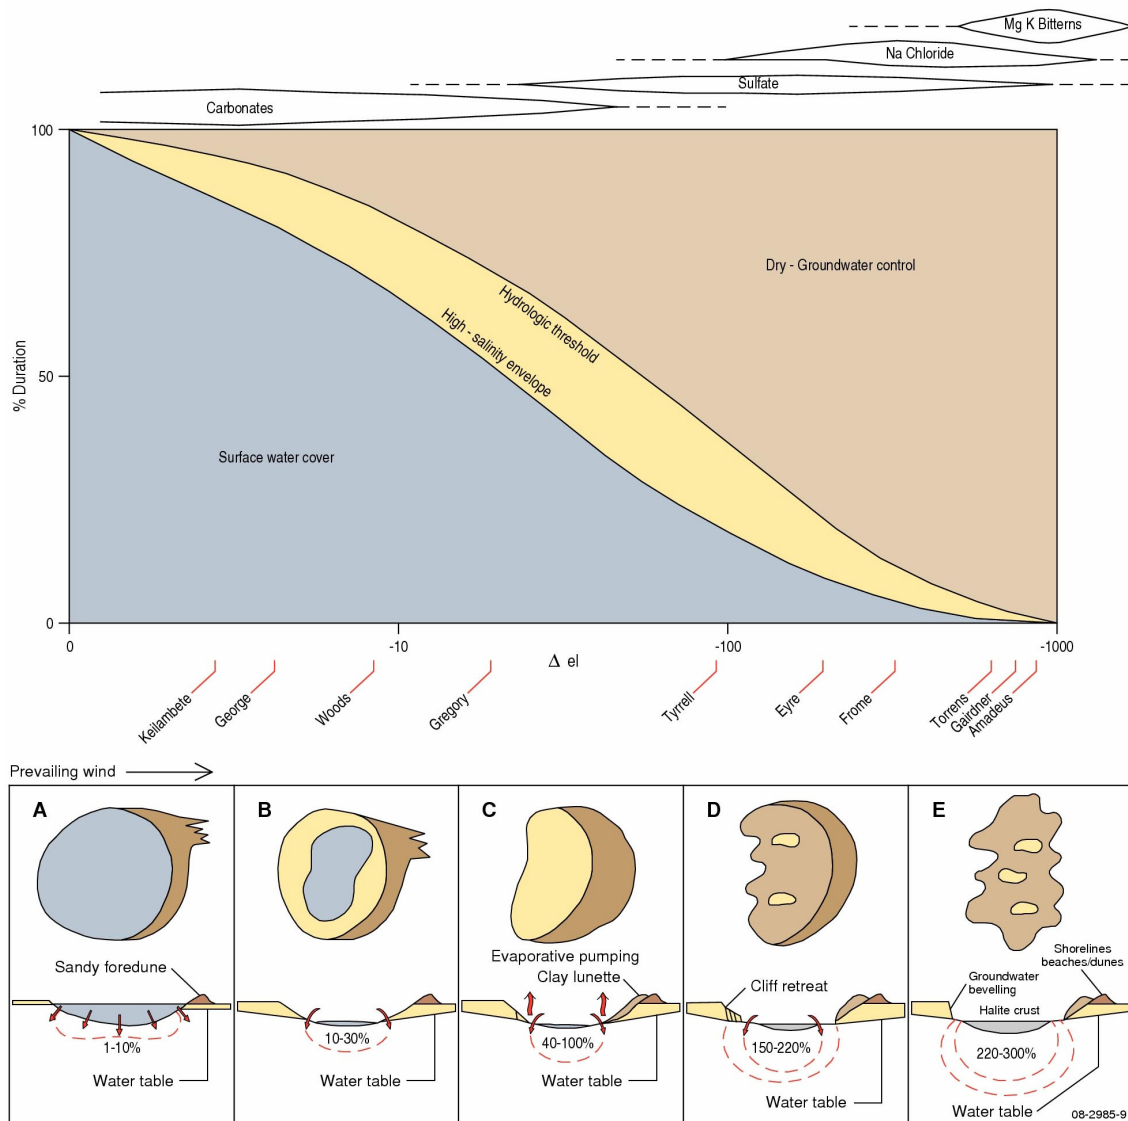 Mg K Bitterns
Na Chloride
Sulfate
Carbonates
100
50
0
% Duration
Dry - Groundwater control
Hydrologic threshold
High - salinity envelope
Surface water cover
0
-10
-100
-1000
Δ el
Keilambete
George
Woods
Gregory
Tyrrell
Eyre
Frome
Torrens
Gairdner
Amadeus
Prevailing wind
A
Sandy foredune
1-10%
Water table
B
10-30%
Water table
C
Evaporative pumping
Clay lunette
40-100%
Water table
D
Cliff retreat
150-220%
Water table
E
Shorelines
beaches/dunes
Groundwater
bevelling
Halite crust
220-300%
Water table
08-2985-9